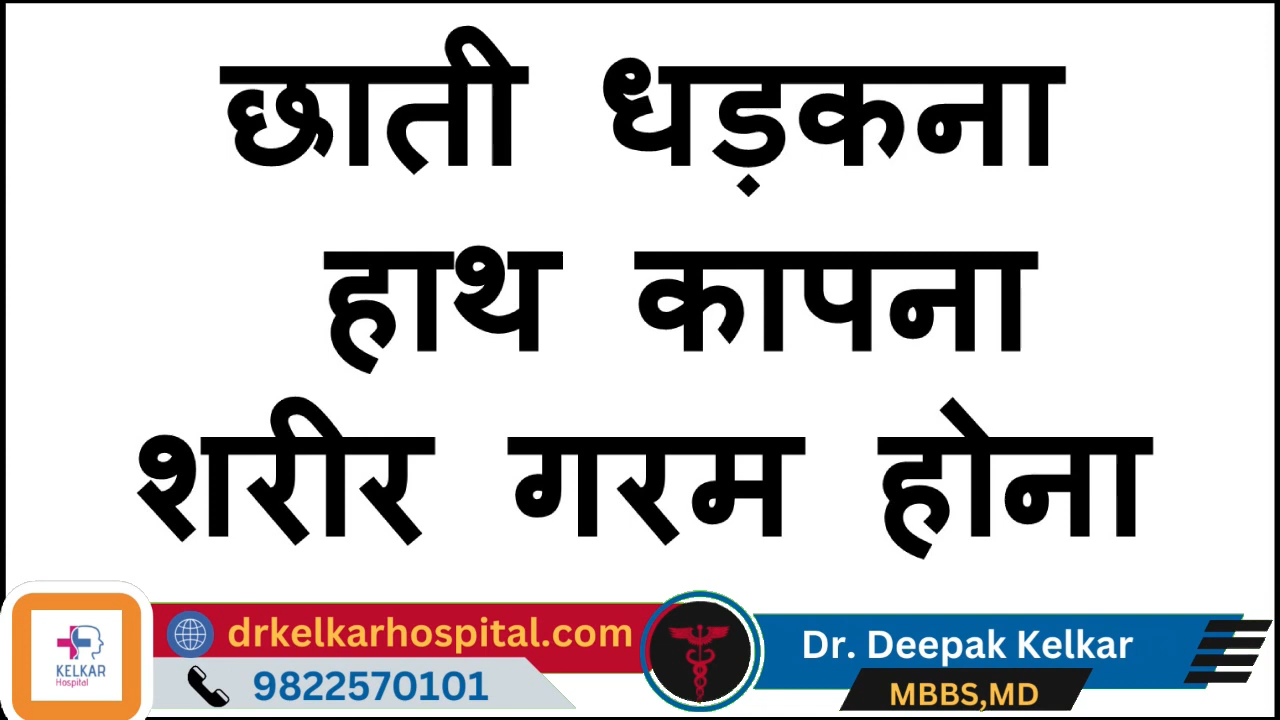 छाती धड़कना
हाथ कापना
शरीर गरम होना
KELKAR
Hospital
drkelkarhospital.com
9822570101
Dr. Deepak Kelkar
MBBS,MD